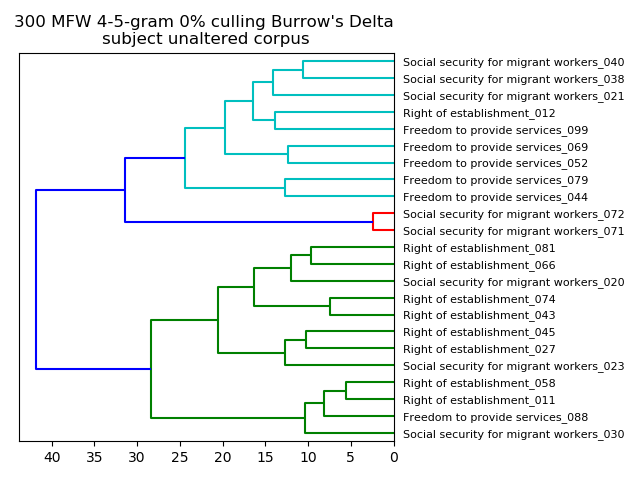 300 MFW 4-5-gram 0% culling Burrow's Delta
subject unaltered corpus
Social security for migrant workers_040
Social security for migrant workers_038
Social security for migrant workers_021
Right of establishment_012
Freedom to provide services_099
Freedom to provide services_069
Freedom to provide services_052
Freedom to provide services_079
Freedom to provide services_044
Social security for migrant workers_072
Social security for migrant workers_071
Right of establishment_081
Right of establishment_066
Social security for migrant workers_020
Right of establishment_074
Right of establishment_043
Right of establishment_045
Right of establishment_027
Social security for migrant workers_023
Right of establishment_058
Right of establishment_011
Freedom to provide services_088
Social security for migrant workers_030
40 35 30 25 20 15 10 5 0